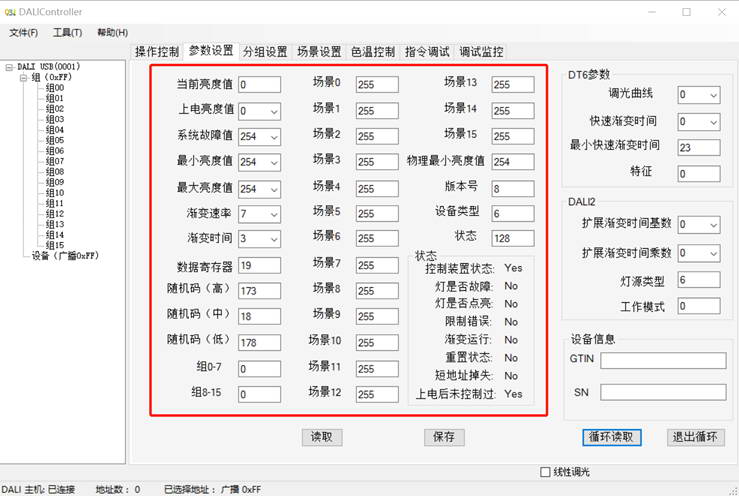 DALIController
文件(F) 工具(T) 帮助(H)
操作控制 参数设置 分组设置 场景设置 色温控制 指令调试 调试监控
DALI USB(0001)
组 (0xFF)
组00
组01
组02
组03
组04
组05
组06
组07
组08
组09
组10
组11
组12
组13
组14
组15
设备 (广播0xFF)
当前亮度值 0 场景0 255 场景13 255
上电亮度值 0 场景1 255 场景14 255
系统故障值 254 场景2 255 场景15 255
最小亮度值 254 场景3 255 物理最小亮度值 254
最大亮度值 254 场景4 255 版本号 8
渐变速率 7 场景5 255 设备类型 6
渐变时间 3 场景6 255 状态 128
数据寄存器 19 场景7 255
随机码 (高) 173 场景8 255
随机码 (中) 18 场景9 255
随机码 (低) 178 场景10 255
组0-7 0 场景11 255
组8-15 0 场景12 255
状态
控制装置状态: Yes
灯是否故障: No
灯是否点亮: No
限制错误: No
渐变运行: No
重置状态: No
短地址掉失: No
上电后未控制过: Yes
DT6参数
调光曲线 0
快速渐变时间 0
最小快速渐变时间 23
特征 0
DALI2
扩展渐变时间基数 0
扩展渐变时间乘数 0
灯源类型 6
工作模式 0
设备信息
GTIN
SN
读取 保存 循环读取 退出循环
线性调光
DALI 主机: 已连接 地址数: 0 已选择地址: 广播 0xFF